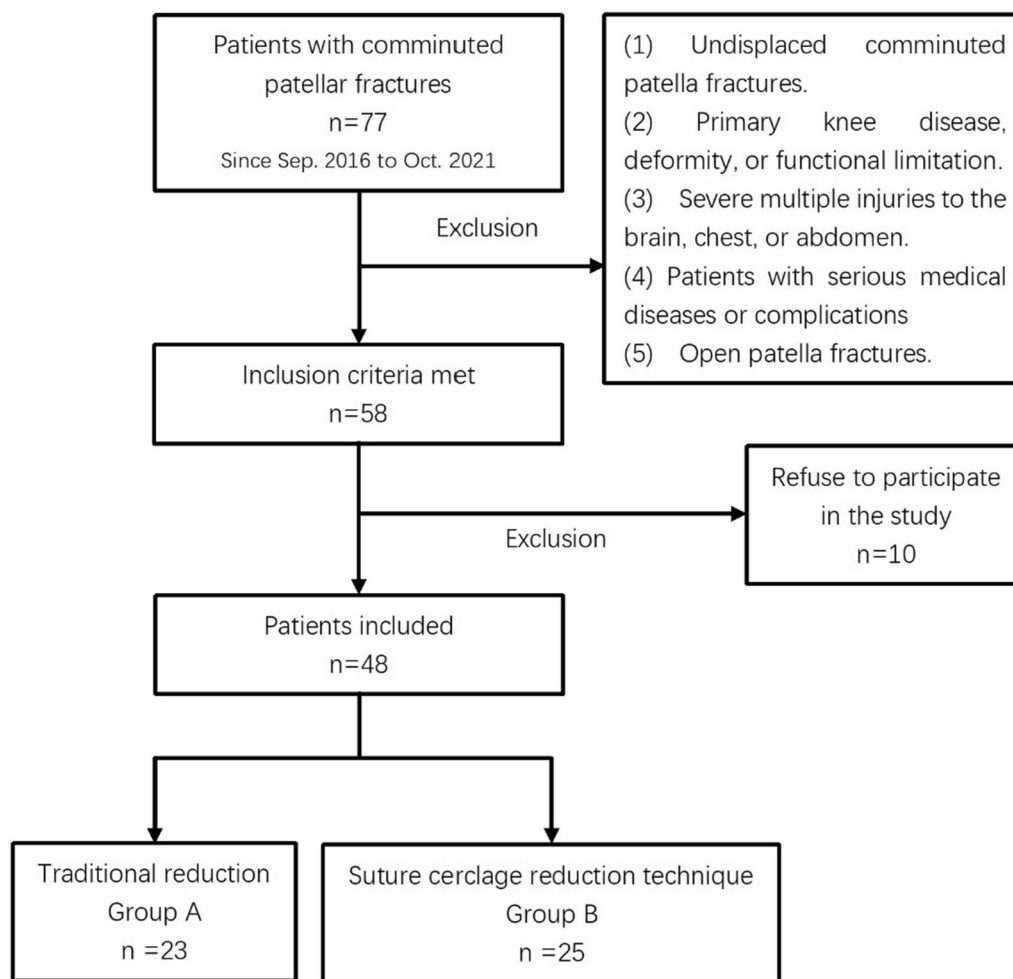 Patients with comminuted
patellar fractures
n=77
Since Sep. 2016 to Oct. 2021
Exclusion
(1) Undisplaced comminuted
patella fractures.
(2) Primary knee disease,
deformity, or functional limitation.
(3) Severe multiple injuries to the
brain, chest, or abdomen.
(4) Patients with serious medical
diseases or complications
(5) Open patella fractures.
Inclusion criteria met
n=58
Exclusion
Refuse to participate
in the study
n=10
Patients included
n=48
Traditional reduction
Group A
n =23
Suture cerclage reduction technique
Group B
n =25